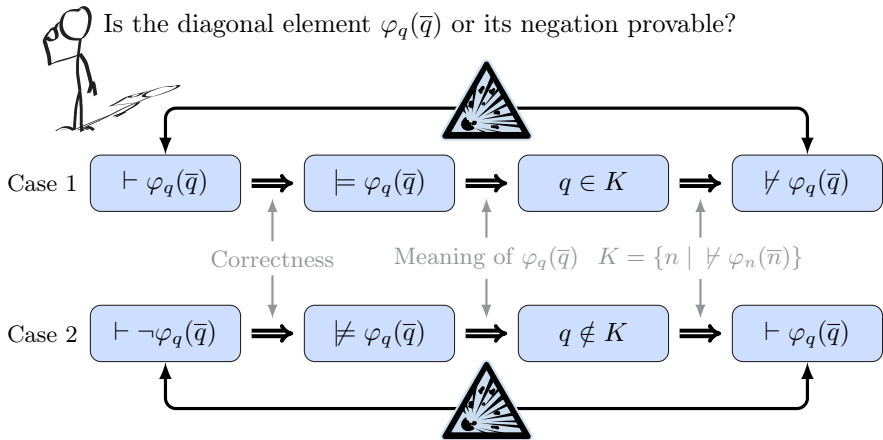 Is the diagonal element φ_q(q̅) or its negation provable?
Case 1 ⊢ φ_q(q̅) ⇒ ⊨ φ_q(q̅) ⇒ q ∈ K ⇒ ⊬ φ_q(q̅)
Correctness Meaning of φ_q(q̅) K = {n | ⊬ φ_n(n̅)}
Case 2 ⊢ ¬φ_q(q̅) ⇒ ⊭ φ_q(q̅) ⇒ q ∉ K ⇒ ⊢ φ_q(q̅)